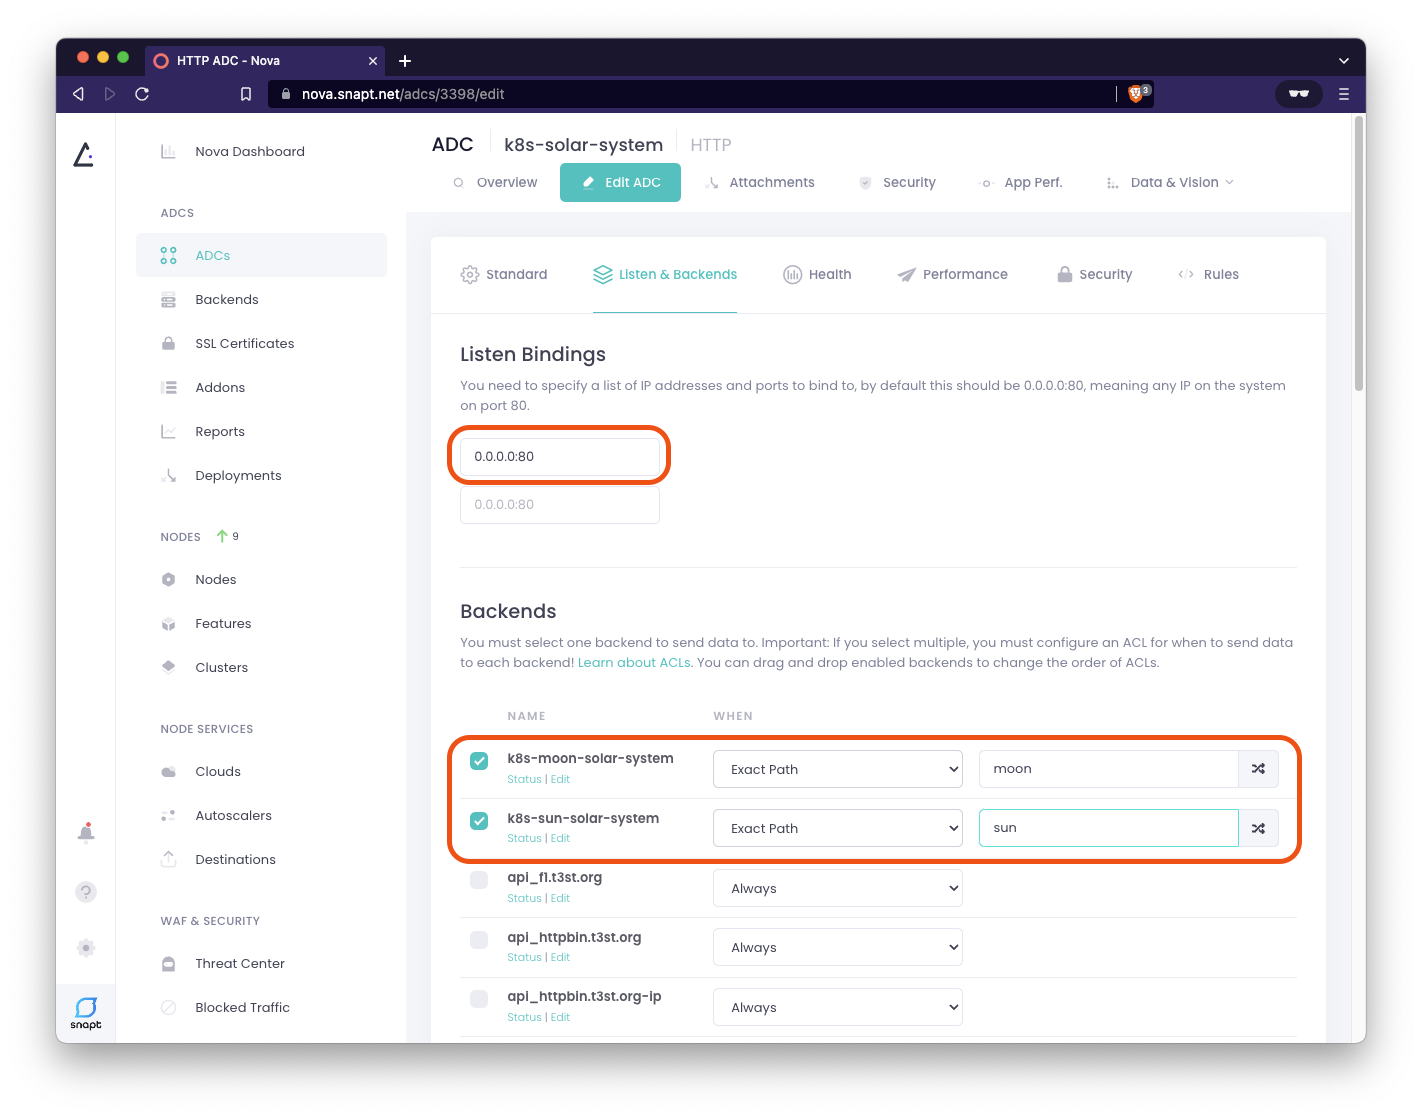 HTTP ADC - Nova
nova.snapt.net/adcs/3398/edit
3
Nova Dashboard
ADCS
ADCs
Backends
SSL Certificates
Addons
Reports
Deployments
NODES 9
Nodes
Features
Clusters
NODE SERVICES
Clouds
Autoscalers
Destinations
WAF & SECURITY
Threat Center
Blocked Traffic
snapt
ADC k8s-solar-system HTTP
Overview Edit ADC Attachments Security App Perf. Data & Vision
Standard Listen & Backends Health Performance Security Rules
Listen Bindings
You need to specify a list of IP addresses and ports to bind to, by default this should be 0.0.0.0:80, meaning any IP on the system
on port 80.
0.0.0.0:80
0.0.0.0:80
Backends
You must select one backend to send data to. Important: If you select multiple, you must configure an ACL for when to send data
to each backend! Learn about ACLs. You can drag and drop enabled backends to change the order of ACLs.
NAME WHEN
k8s-moon-solar-system Exact Path moon
Status | Edit
k8s-sun-solar-system Exact Path sun
Status | Edit
api_f1.t3st.org Always
Status | Edit
api_httpbin.t3st.org Always
Status | Edit
api_httpbin.t3st.org-ip Always
Status | Edit